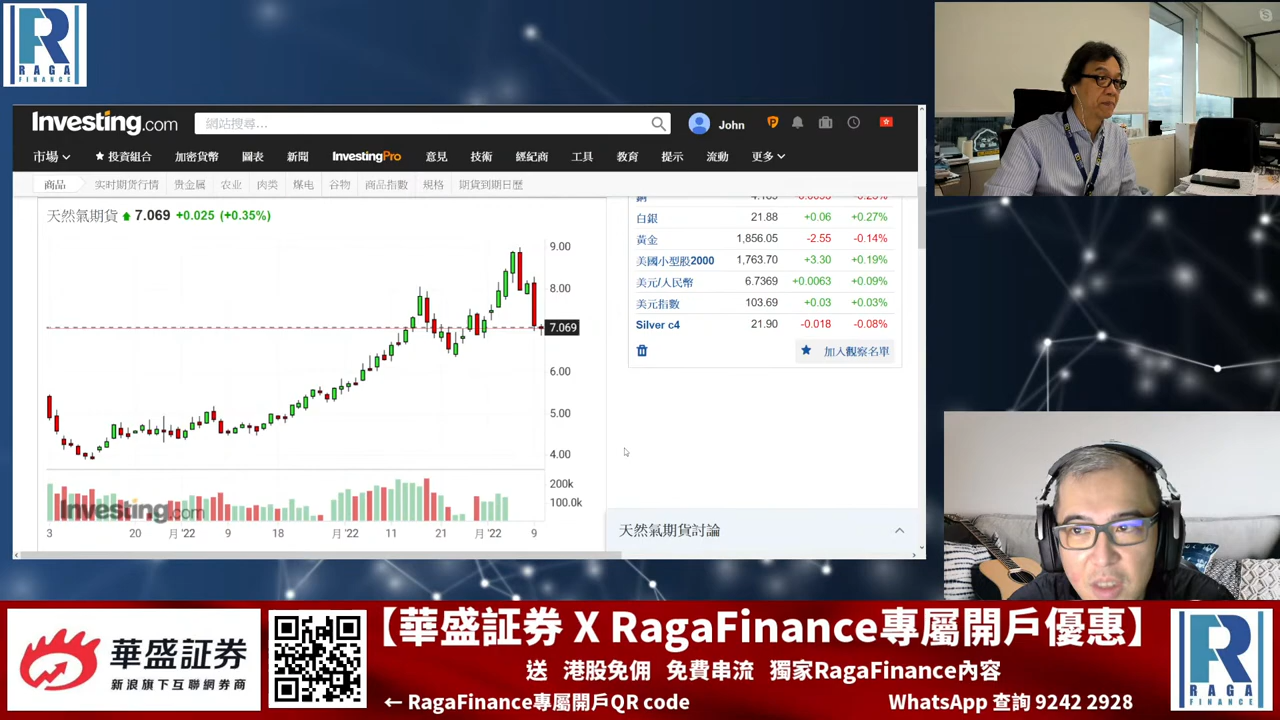 RAGA
FINANCE
Investing.com
網站搜尋...
John
市場
投資組合
加密貨幣
圖表
新聞
InvestingPro
意見
技術
經紀商
工具
教育
提示
流動
更多
商品
实时期货行情
贵金属
农业
肉类
煤电
谷物
商品指數
規格
期貨到期日歷
天然氣期貨 7.069 +0.025 (+0.35%)
9.00
8.00
7.069
6.00
5.00
4.00
200k
100.0k
Investing.com
3 20 月 '22 9 18 月 '22 11 21 月 '22 9
白銀 21.88 +0.06 +0.27%
黃金 1,856.05 -2.55 -0.14%
美國小型股2000 1,763.70 +3.30 +0.19%
美元/人民幣 6.7369 +0.0063 +0.09%
美元指數 103.69 +0.03 +0.03%
Silver c4 21.90 -0.018 -0.08%
加入觀察名單
天然氣期貨討論
華盛証券
新浪旗下互聯網券商
【華盛証券 X RagaFinance專屬開戶優惠】
送 港股免佣 免費串流 獨家RagaFinance內容
← RagaFinance專屬開戶QR code
WhatsApp 查詢 9242 2928
RAGA
FINANCE